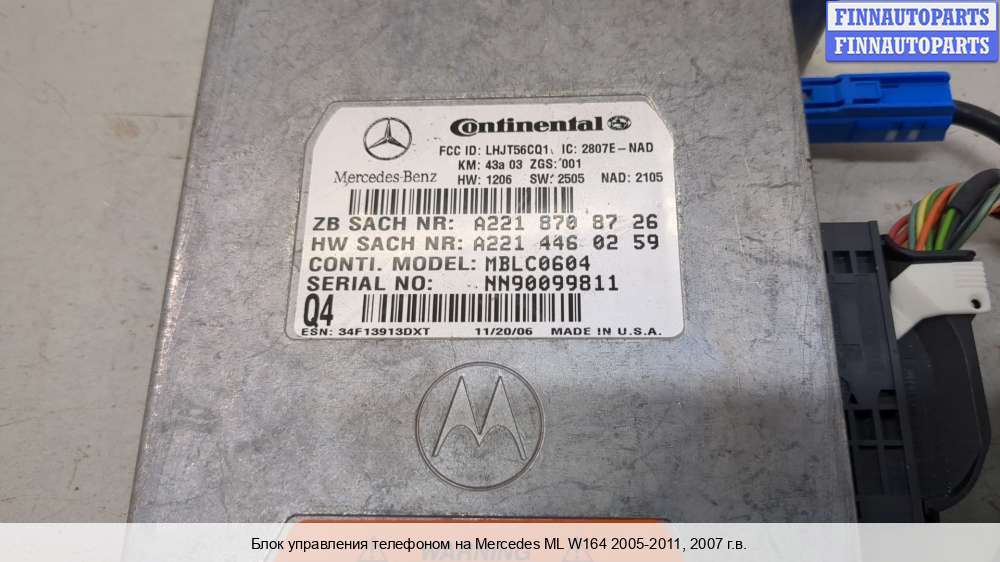 FINNAUTOPARTS
FINNAUTOPARTS
Continental
FCC ID: LHJT56CQ1 IC: 2807E-NAD
KM: 43a 03 ZGS: 001
Mercedes-Benz
HW: 1206 SW: 2505 NAD: 2105
ZB SACH NR: A221 870 87 26
HW SACH NR: A221 446 02 59
CONTI. MODEL: MBLC0604
SERIAL NO: NN90099811
Q4
ESN: 34F13913DXT 11/20/06 MADE IN U.S.A.
WARNING
Блок управления телефоном на Mercedes ML W164 2005-2011, 2007 г.в.